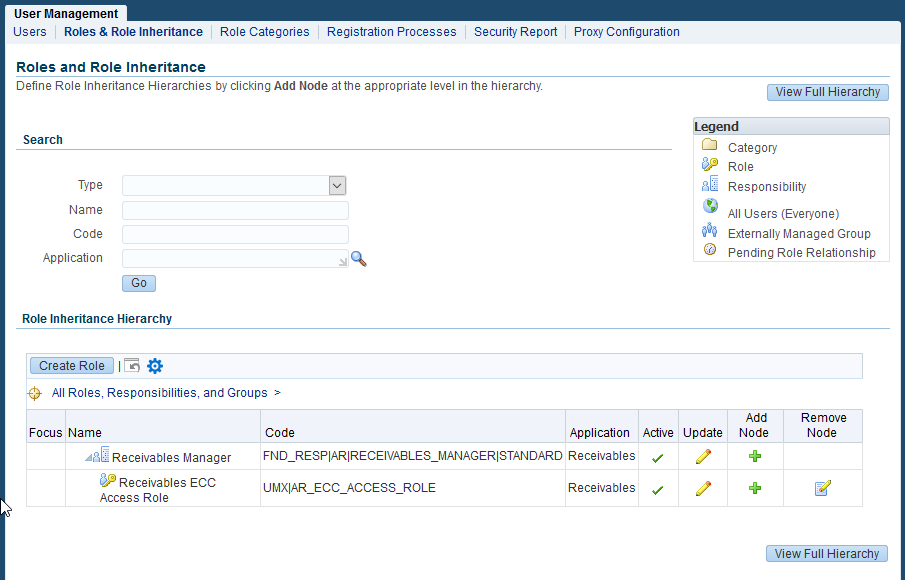 User Management
Users Roles & Role Inheritance Role Categories Registration Processes Security Report Proxy Configuration
Roles and Role Inheritance
Define Role Inheritance Hierarchies by clicking Add Node at the appropriate level in the hierarchy.
View Full Hierarchy
Search
Type
Name
Code
Application
Go
Legend
Category
Role
Responsibility
All Users (Everyone)
Externally Managed Group
Pending Role Relationship
Role Inheritance Hierarchy
Create Role |
All Roles, Responsibilities, and Groups >
Focus Name Code Application Active Update Add Node Remove Node
Receivables Manager FND_RESP|AR|RECEIVABLES_MANAGER|STANDARD Receivables
Receivables ECC Access Role UMX|AR_ECC_ACCESS_ROLE Receivables
View Full Hierarchy